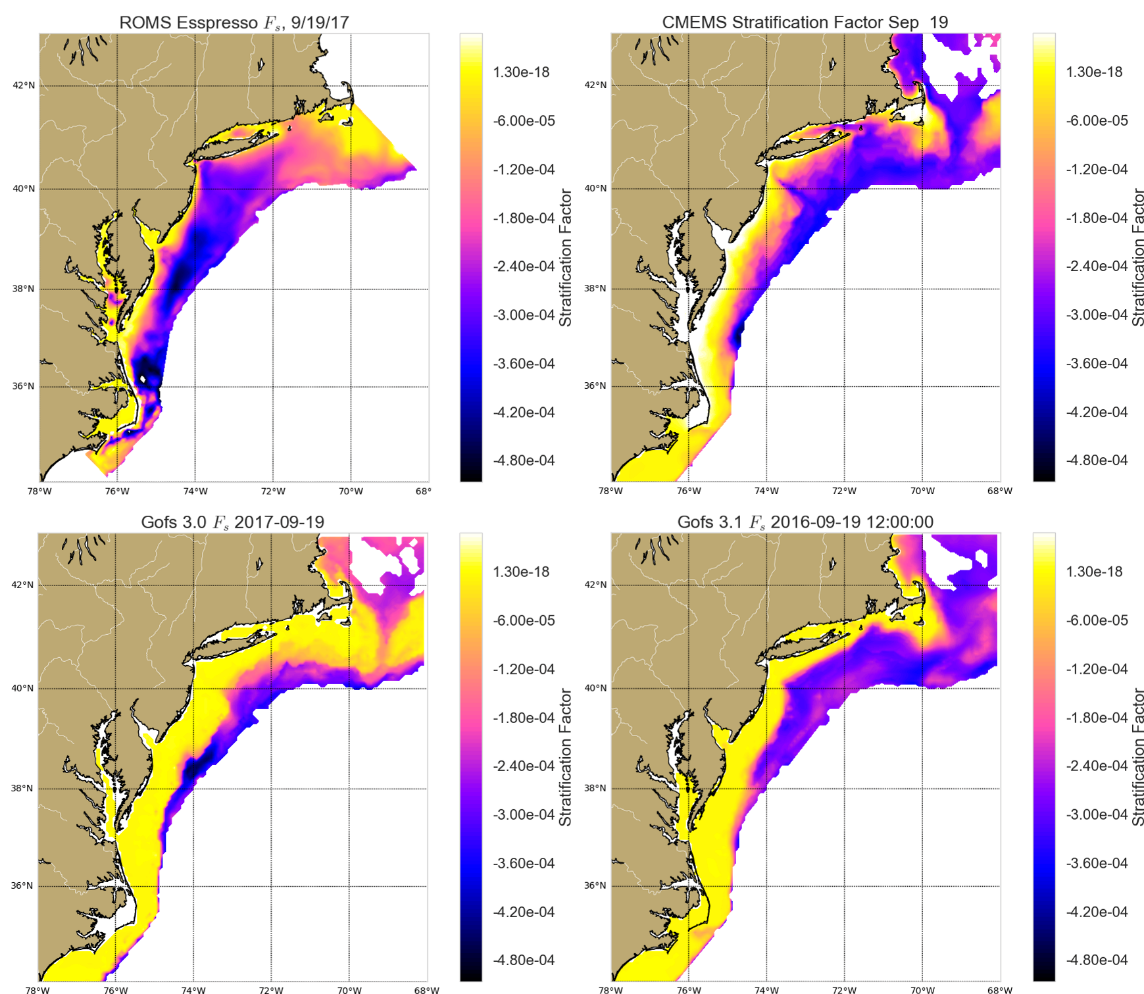 ROMS Esspresso F_s, 9/19/17
42°N
40°N
38°N
36°N
78°W 76°W 74°W 72°W 70°W 68°
1.30e-18
-6.00e-05
-1.20e-04
-1.80e-04
-2.40e-04
-3.00e-04
-3.60e-04
-4.20e-04
-4.80e-04
Stratification Factor
CMEMS Stratification Factor Sep 19
42°N
40°N
38°N
36°N
78°W 76°W 74°W 72°W 70°W 68°W
1.30e-18
-6.00e-05
-1.20e-04
-1.80e-04
-2.40e-04
-3.00e-04
-3.60e-04
-4.20e-04
-4.80e-04
Stratification Factor
Gofs 3.0 F_s 2017-09-19
42°N
40°N
38°N
36°N
78°W 76°W 74°W 72°W 70°W 68°W
1.30e-18
-6.00e-05
-1.20e-04
-1.80e-04
-2.40e-04
-3.00e-04
-3.60e-04
-4.20e-04
-4.80e-04
Stratification Factor
Gofs 3.1 F_s 2016-09-19 12:00:00
42°N
40°N
38°N
36°N
78°W 76°W 74°W 72°W 70°W 68°W
1.30e-18
-6.00e-05
-1.20e-04
-1.80e-04
-2.40e-04
-3.00e-04
-3.60e-04
-4.20e-04
-4.80e-04
Stratification Factor